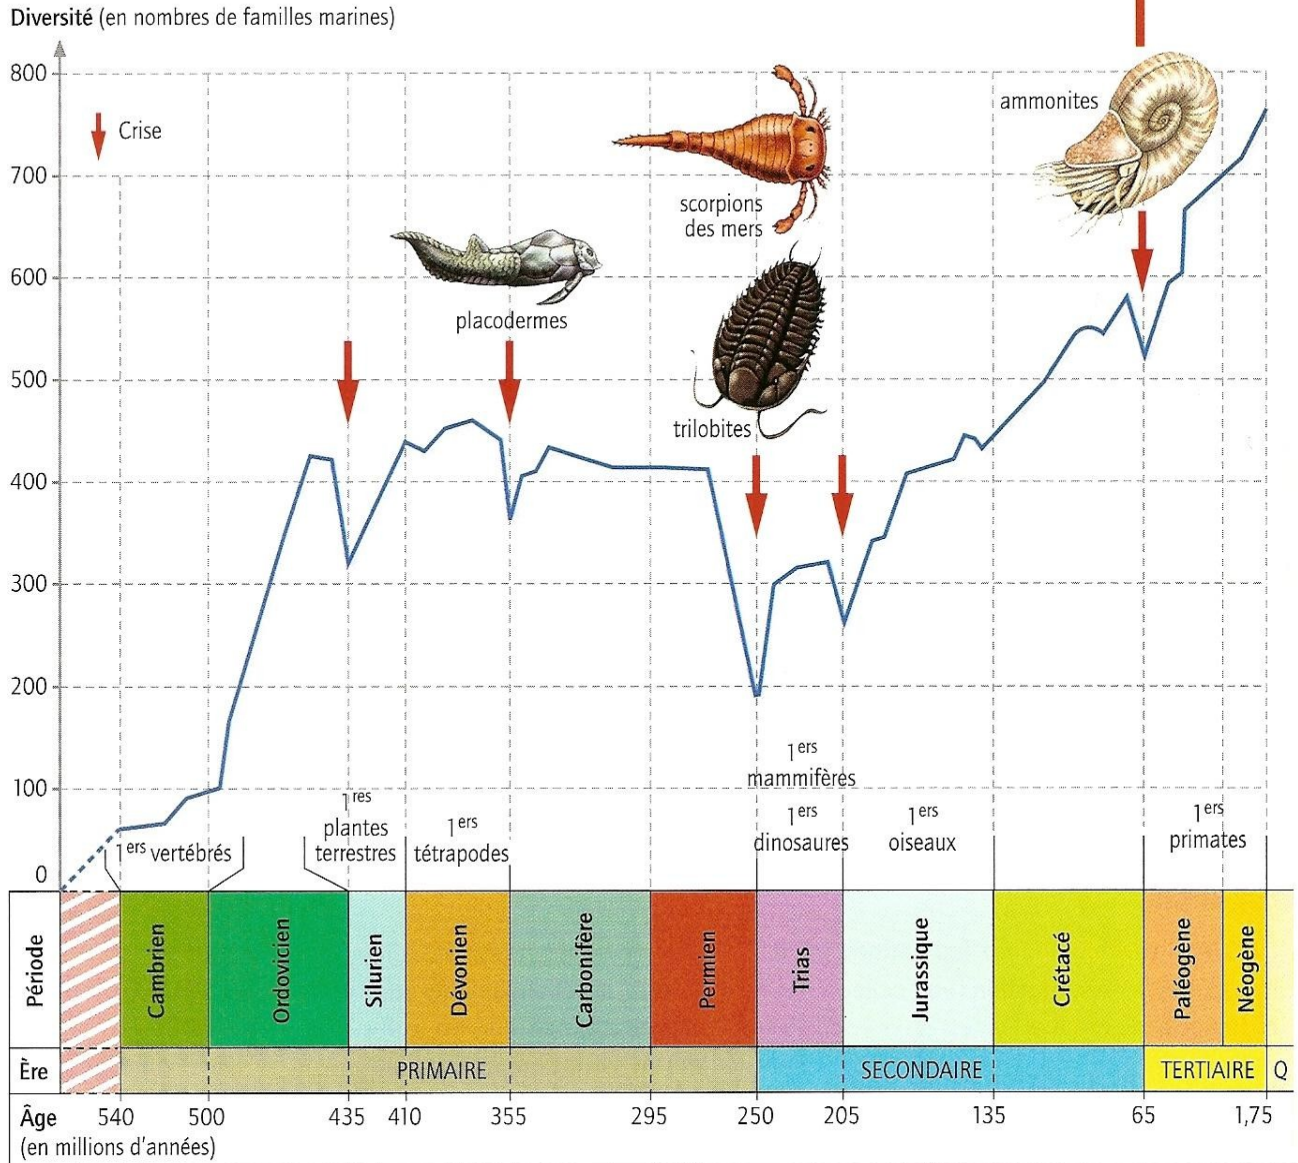 Diversité (en nombres de familles marines)
800
700
600
500
400
300
200
100
0
Crise
placodermes
scorpions
des mers
trilobites
ammonites
1ers vertébrés
1res
plantes
terrestres
1ers
tétrapodes
1ers
mammifères
1ers
dinosaures
1ers
oiseaux
1ers
primates
Période
Cambrien
Ordovicien
Silurien
Dévonien
Carbonifère
Permien
Trias
Jurassique
Crétacé
Paléogène
Néogène
Ère
PRIMAIRE
SECONDAIRE
TERTIAIRE
Q
Âge
540 500 435 410 355 295 250 205 135 65 1,75
(en millions d'années)